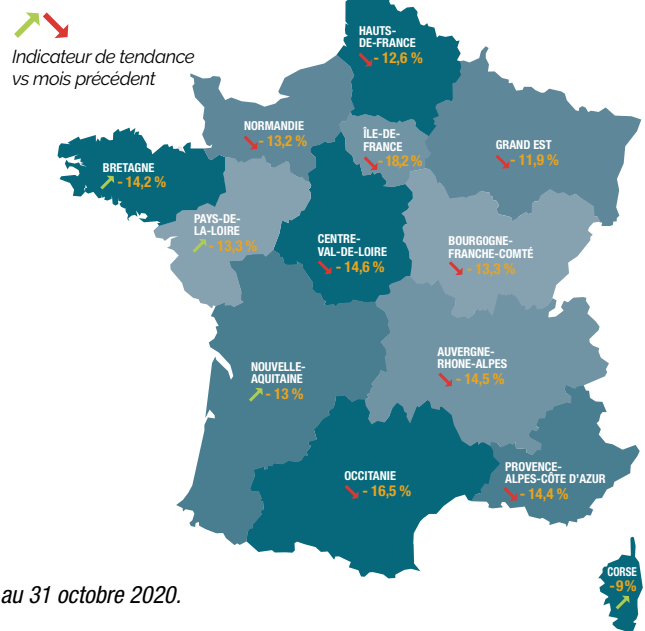 Indicateur de tendance
vs mois précédent
HAUTS-
DE-FRANCE
- 12,6 %
NORMANDIE
- 13,2 %
ÎLE-DE-
FRANCE
- 18,2 %
GRAND EST
- 11,9 %
BRETAGNE
- 14,2 %
PAYS-DE-
LA-LOIRE
- 13,3 %
CENTRE-
VAL-DE-LOIRE
- 14,6 %
BOURGOGNE-
FRANCHE-COMTÉ
- 13,3 %
NOUVELLE-
AQUITAINE
- 13 %
AUVERGNE-
RHONE-ALPES
- 14,5 %
OCCITANIE
- 16,5 %
PROVENCE-
ALPES-CÔTE D'AZUR
- 14,4 %
CORSE
-9%
au 31 octobre 2020.